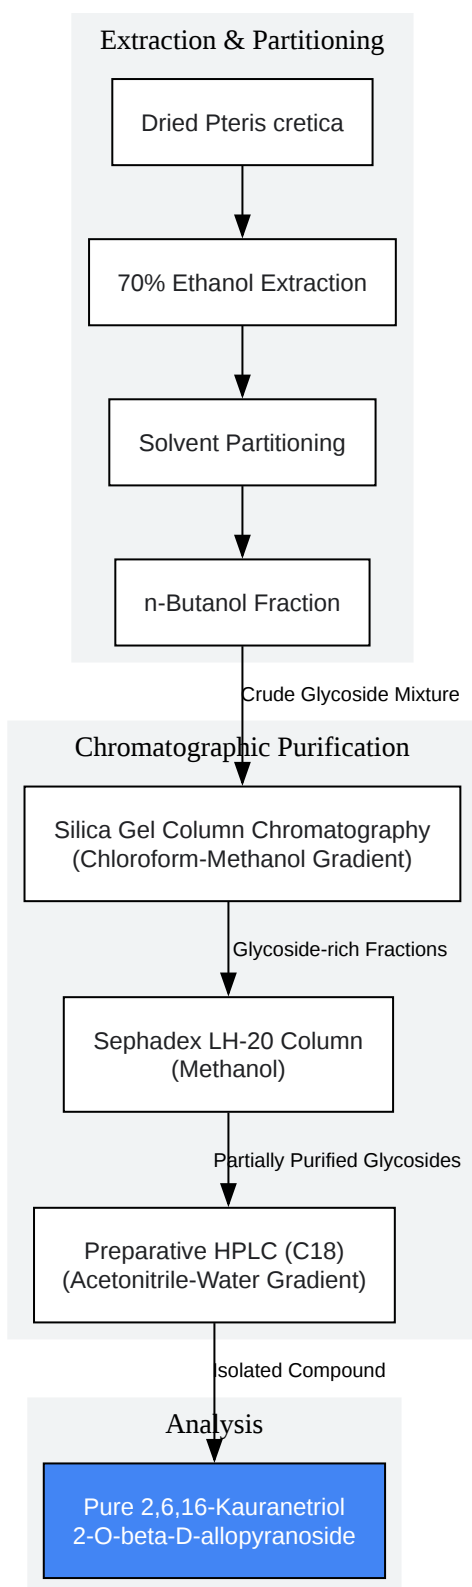 Extraction & Partitioning
Dried Pteris cretica
70% Ethanol Extraction
Solvent Partitioning
n-Butanol Fraction
Crude Glycoside Mixture
Chromatographic Purification
Silica Gel Column Chromatography
(Chloroform-Methanol Gradient)
Glycoside-rich Fractions
Sephadex LH-20 Column
(Methanol)
Partially Purified Glycosides
Preparative HPLC (C18)
(Acetonitrile-Water Gradient)
Isolated Compound
Analysis
Pure 2,6,16-Kauranetriol
2-O-beta-D-allopyranoside